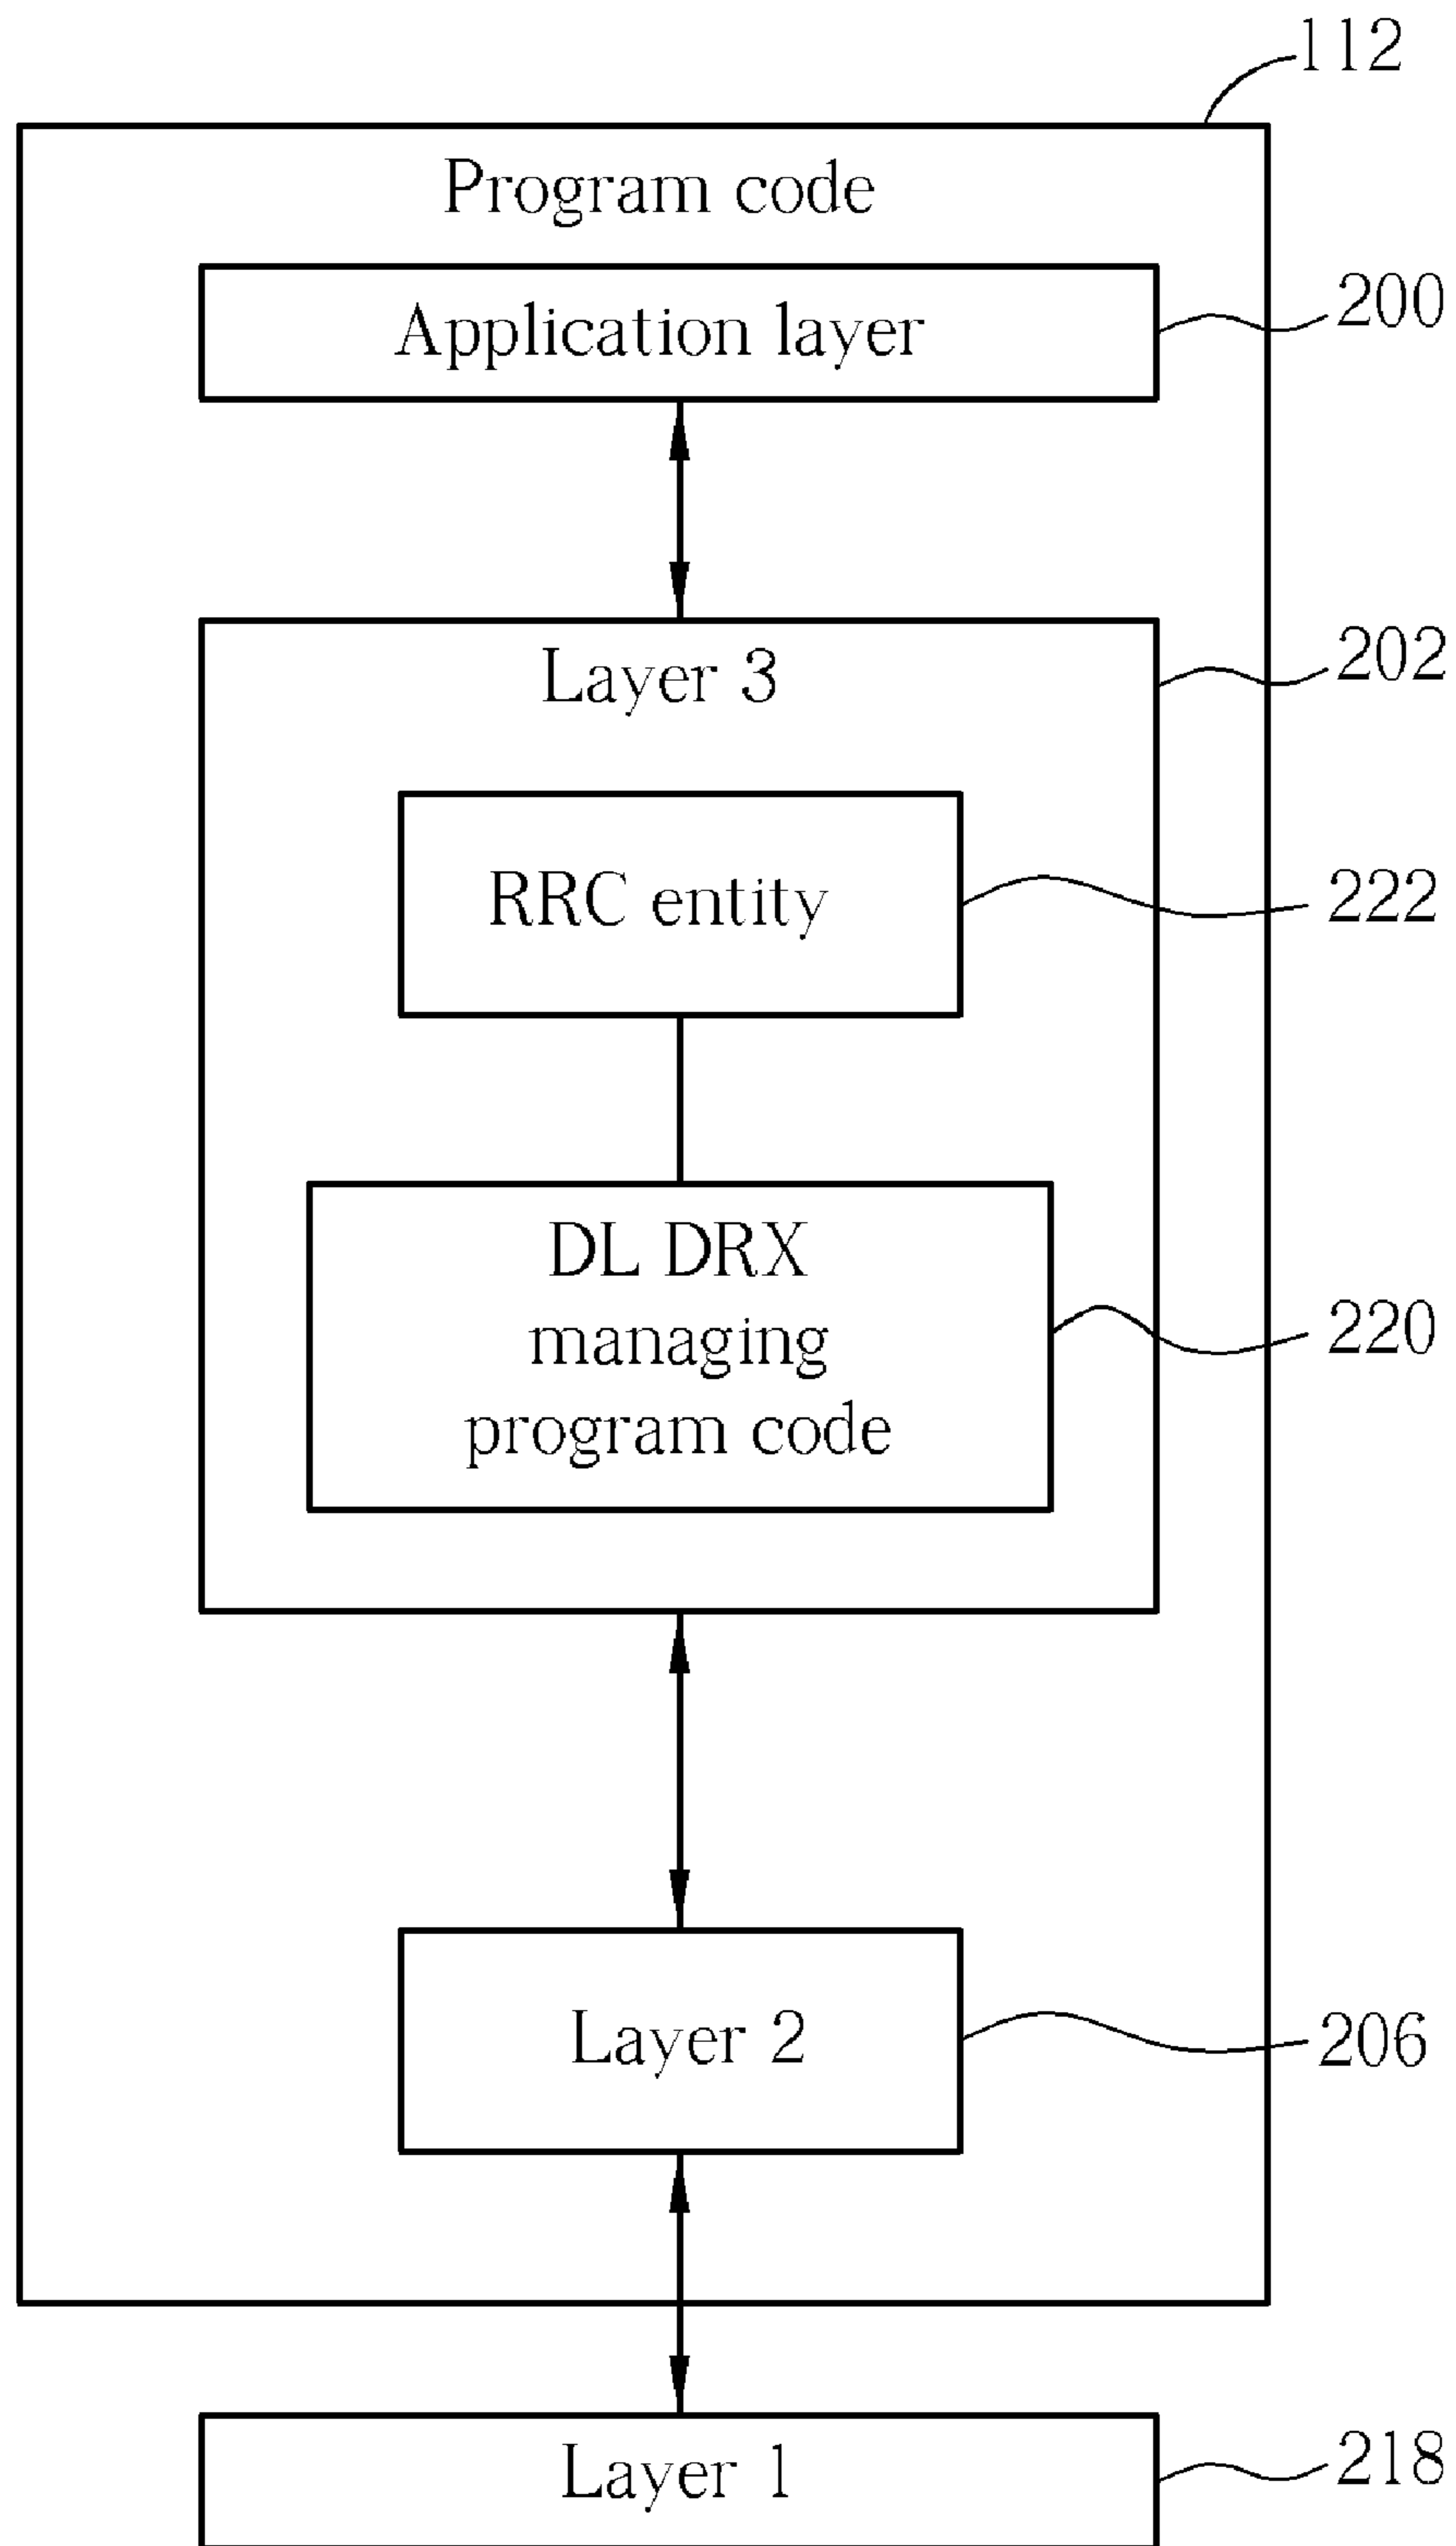 112
Program code
Application layer
200
Layer 3
202
RRC entity
222
DL DRX
managing
program code
220
Layer 2
206
Layer 1
218